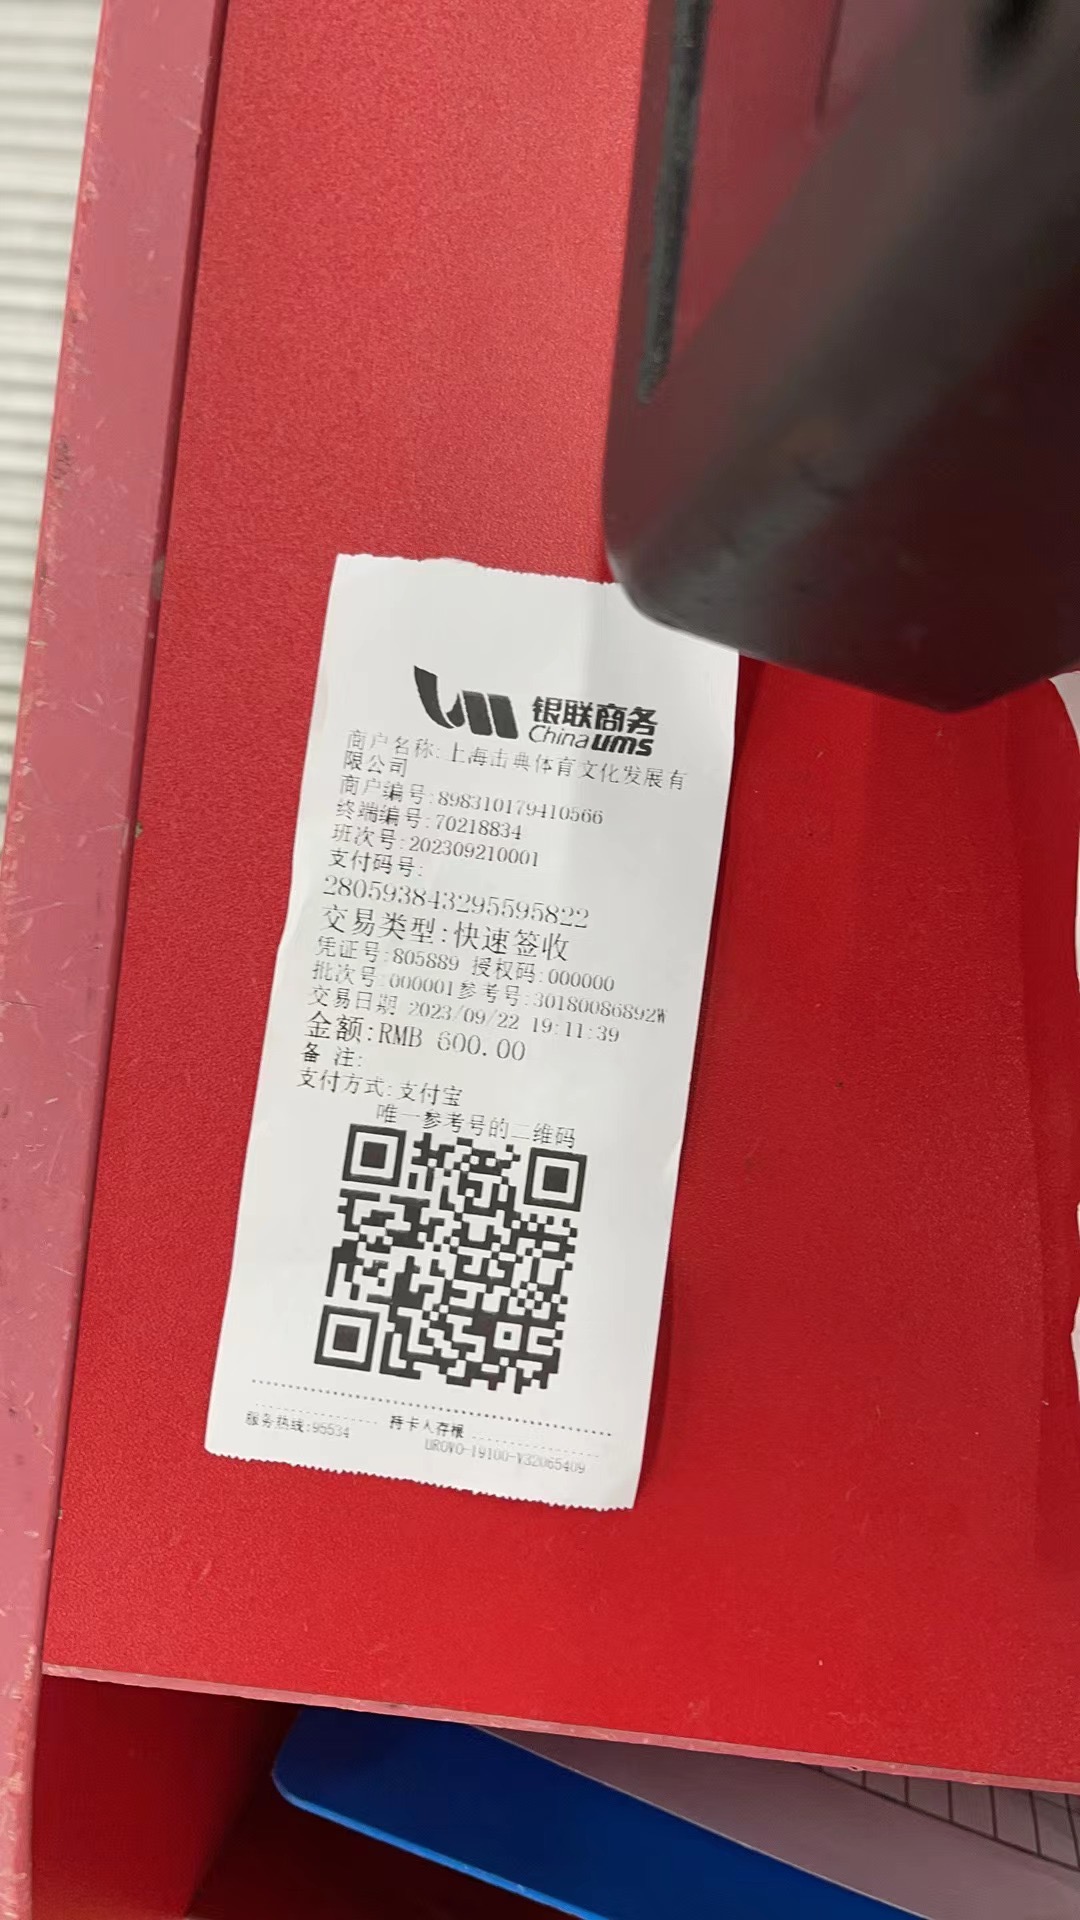 银联商务
China ums
商户名称:上海击典体育文化发展有
限公司
商户编号:898310179410566
终端编号:70218834
班次号:202309210001
支付码号:
280593843295595822
交易类型:快速签收
凭证号:805889 授权码:000000
批次号:000001参考号:30180086892W
交易日期 2023/09/22 19:11:39
金额:RMB 600.00
备 注:
支付方式:支付宝
唯一参考号的二维码
持卡人存根
服务热线:95534
UROVO-I9100-V32065409